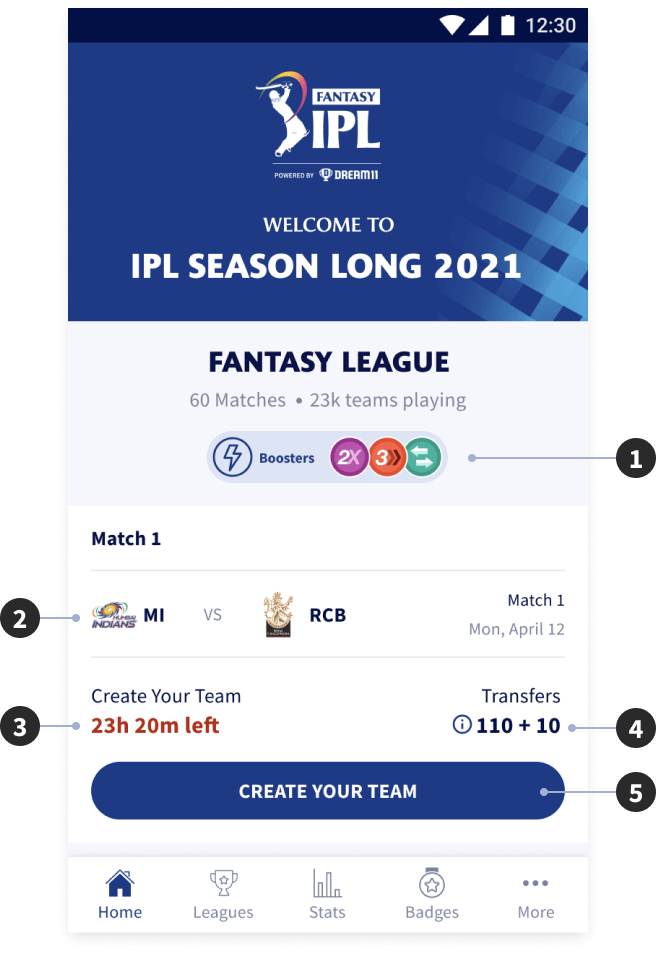 12:30
FANTASY
IPL
POWERED BY DREAM11
WELCOME TO
IPL SEASON LONG 2021
FANTASY LEAGUE
60 Matches • 23k teams playing
Boosters 2X 3
1
Match 1
2
MUMBAI
INDIANS
MI VS RCB
Match 1
Mon, April 12
3
Create Your Team
23h 20m left
Transfers
110 + 10
4
CREATE YOUR TEAM
5
Home Leagues Stats Badges More